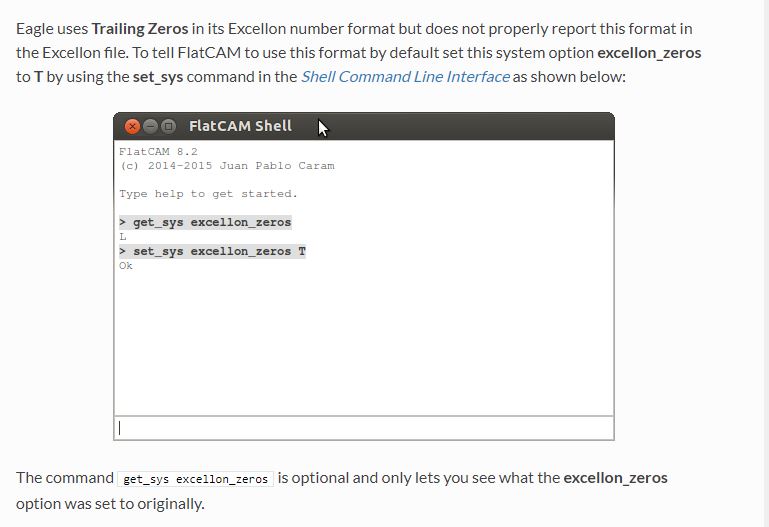 Eagle uses Trailing Zeros in its Excellon number format but does not properly report this format in
the Excellon file. To tell FlatCAM to use this format by default set this system option excellon_zeros
to T by using the set_sys command in the Shell Command Line Interface as shown below:
FlatCAM Shell
FlatCAM 8.2
(c) 2014-2015 Juan Pablo Caram
Type help to get started.
> get_sys excellon_zeros
L
> set_sys excellon_zeros T
Ok
The command get_sys excellon_zeros is optional and only lets you see what the excellon_zeros
option was set to originally.